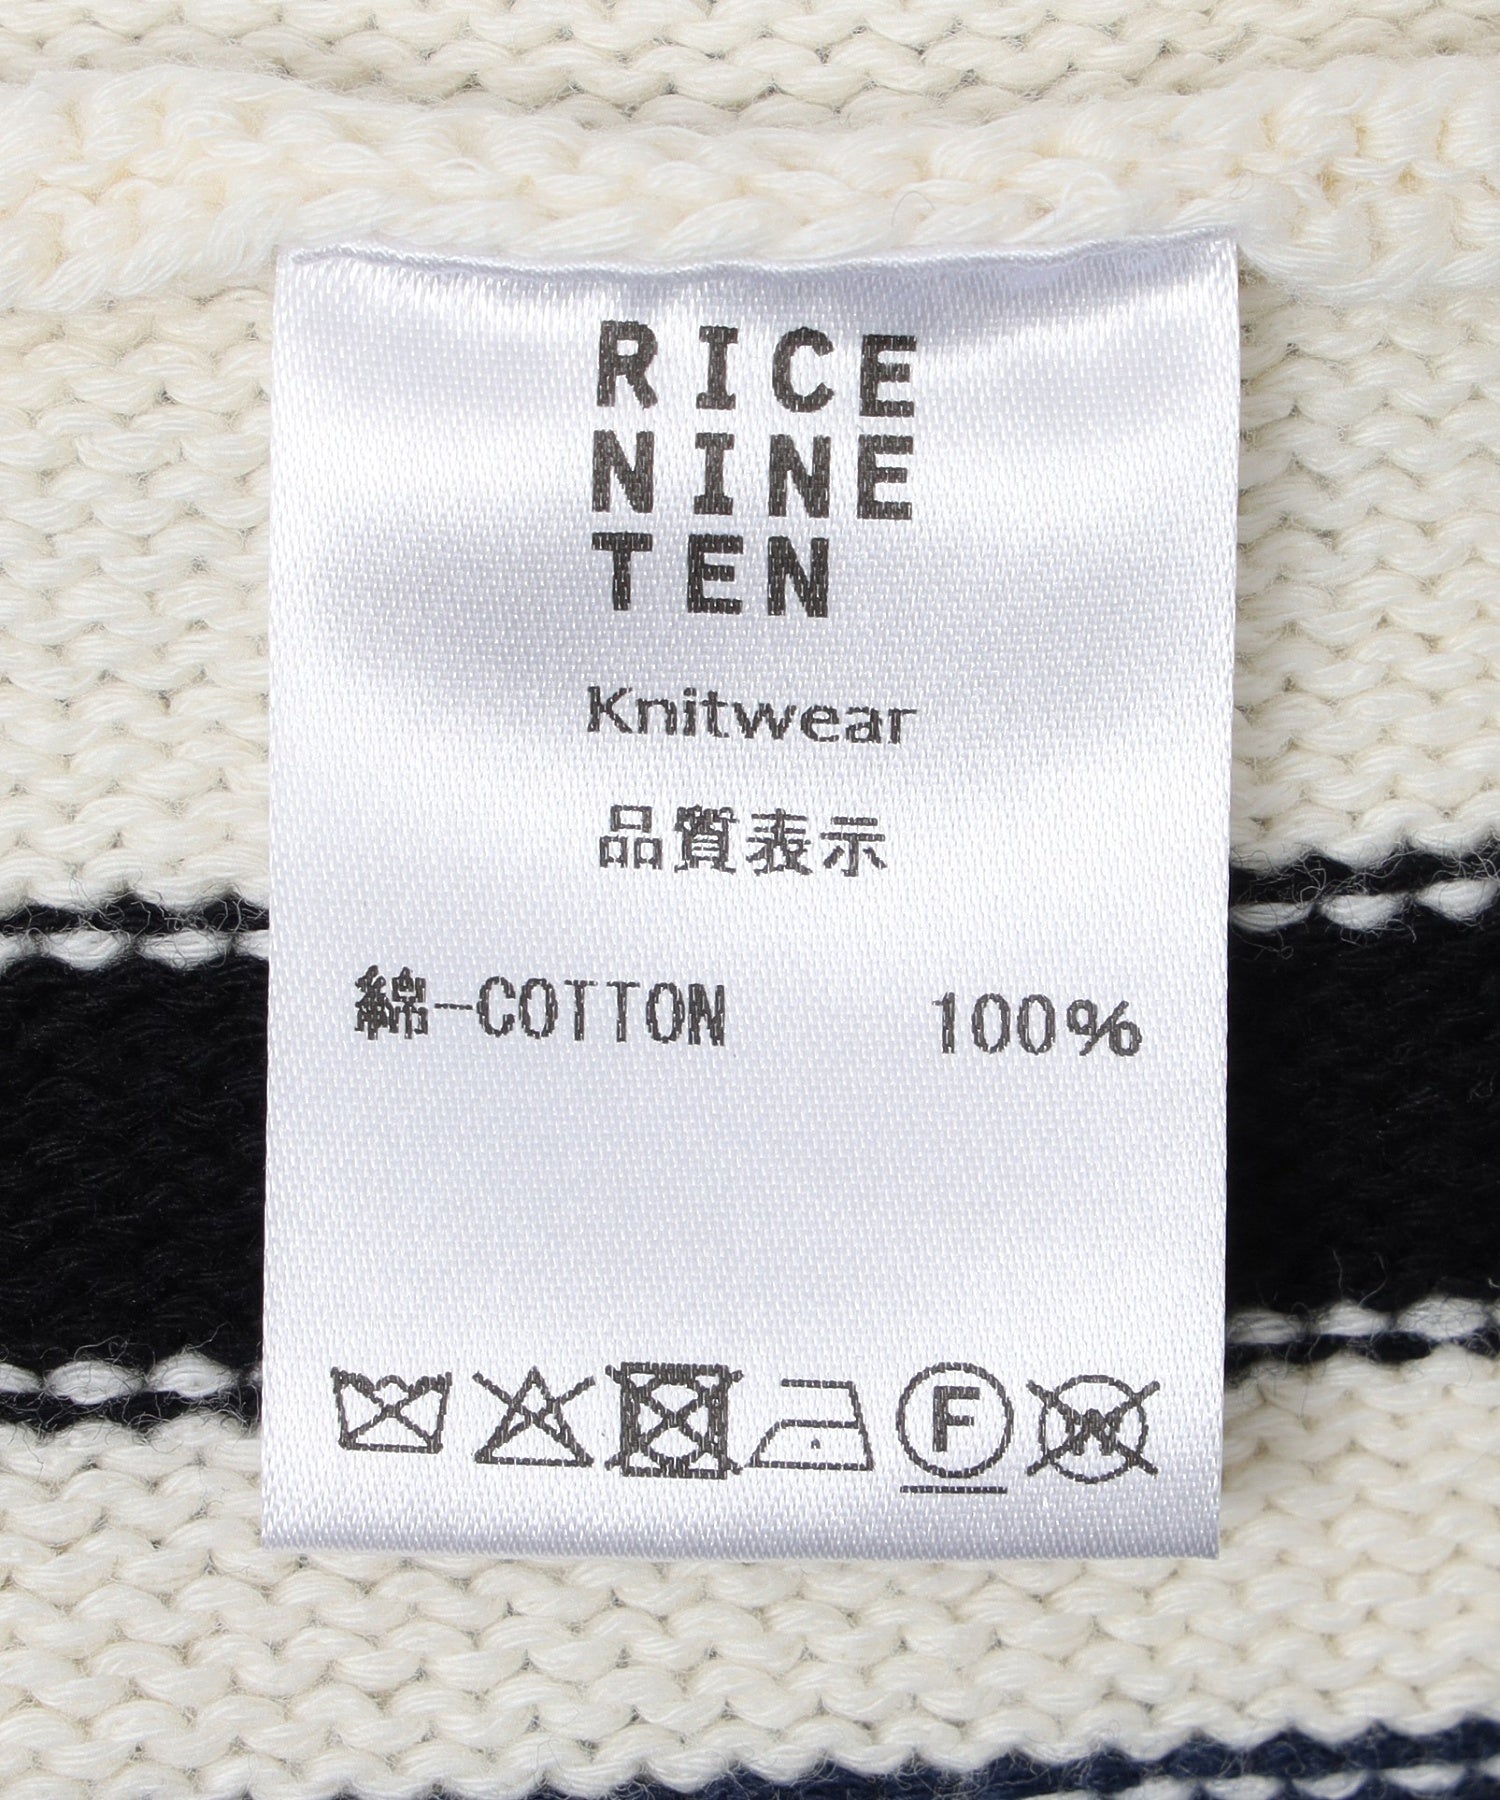 RICE
NINE
TEN
Knitwear
品質表示
綿-COTTON 100%
F W